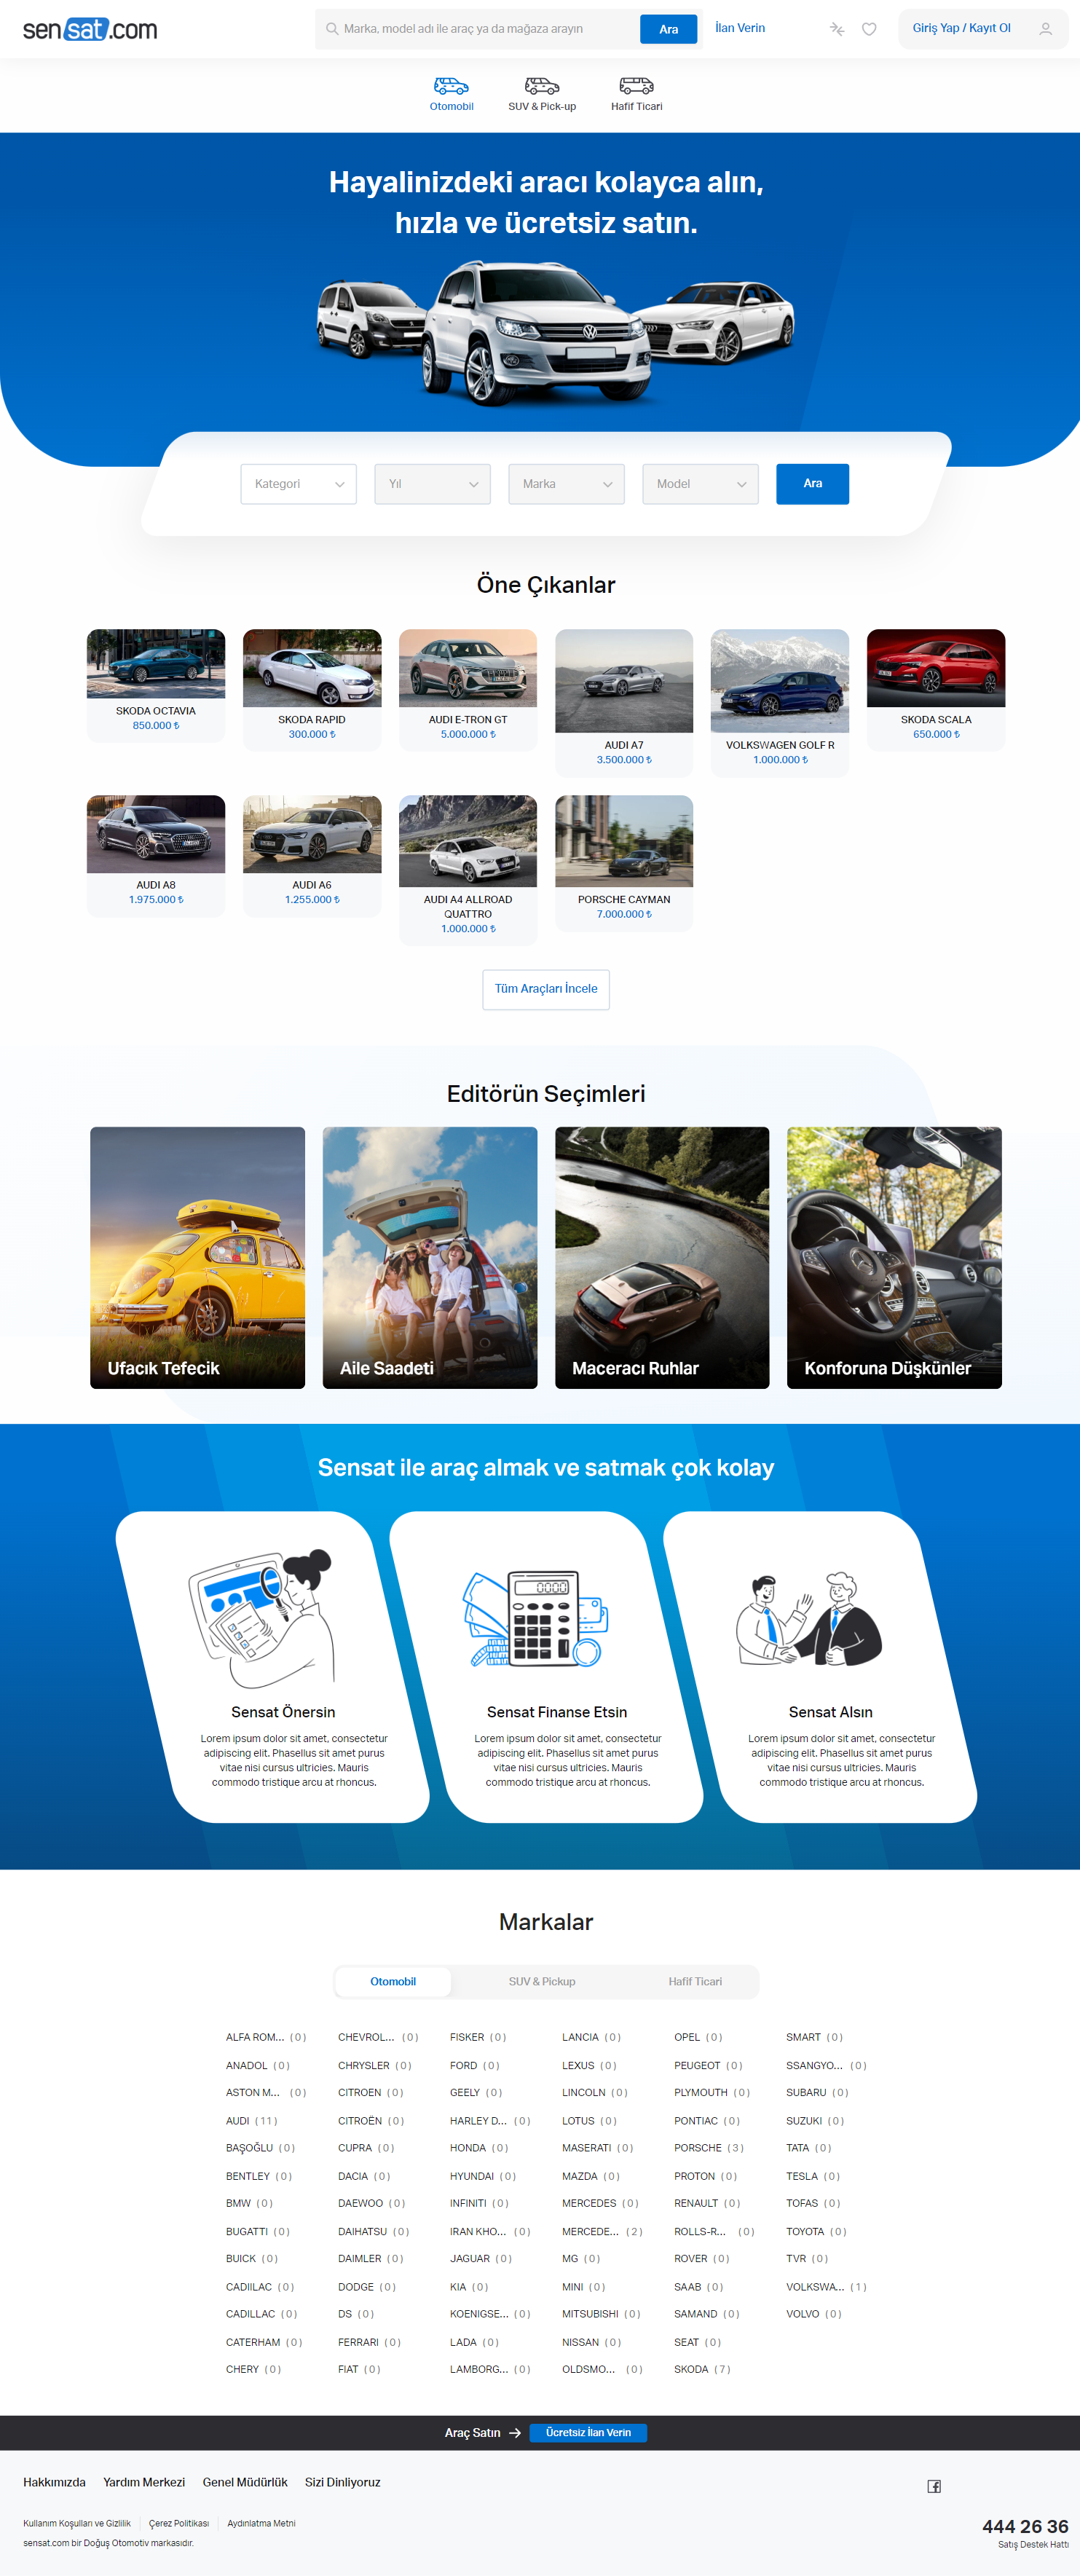 sensat.com
Marka, model adı ile araç ya da mağaza arayın
Ara
İlan Verin
Giriş Yap / Kayıt Ol
Otomobil
SUV & Pick-up
Hafif Ticari
Hayalinizdeki aracı kolayca alın,
hızla ve ücretsiz satın.
Kategori
Yıl
Marka
Model
Ara
Öne Çıkanlar
SKODA OCTAVIA
850.000 ₺
SKODA RAPID
300.000 ₺
AUDI E-TRON GT
5.000.000 ₺
AUDI A7
3.500.000 ₺
VOLKSWAGEN GOLF R
1.000.000 ₺
SKODA SCALA
650.000 ₺
AUDI A8
1.975.000 ₺
AUDI A6
1.255.000 ₺
AUDI A4 ALLROAD
QUATTRO
1.000.000 ₺
PORSCHE CAYMAN
7.000.000 ₺
Tüm Araçları İncele
Editörün Seçimleri
Ufacık Tefecik
Aile Saadeti
Maceracı Ruhlar
Konforuna Düşkünler
Sensat ile araç almak ve satmak çok kolay
Sensat Önersin
Lorem ipsum dolor sit amet, consectetur
adipiscing elit. Phasellus sit amet purus
vitae nisi cursus ultricies. Mauris
commodo tristique arcu at rhoncus.
Sensat Finanse Etsin
Lorem ipsum dolor sit amet, consectetur
adipiscing elit. Phasellus sit amet purus
vitae nisi cursus ultricies. Mauris
commodo tristique arcu at rhoncus.
Sensat Alsın
Lorem ipsum dolor sit amet, consectetur
adipiscing elit. Phasellus sit amet purus
vitae nisi cursus ultricies. Mauris
commodo tristique arcu at rhoncus.
Markalar
Otomobil
SUV & Pickup
Hafif Ticari
ALFA ROM... (0)
ANADOL (0)
ASTON M... (0)
AUDI (11)
BAŞOĞLU (0)
BENTLEY (0)
BMW (0)
BUGATTI (0)
BUICK (0)
CADIILAC (0)
CADILLAC (0)
CATERHAM (0)
CHERY (0)
CHEVROL... (0)
CHRYSLER (0)
CITROEN (0)
CITROËN (0)
CUPRA (0)
DACIA (0)
DAEWOO (0)
DAIHATSU (0)
DAIMLER (0)
DODGE (0)
DS (0)
FERRARI (0)
FIAT (0)
FISKER (0)
FORD (0)
GEELY (0)
HARLEY D... (0)
HONDA (0)
HYUNDAI (0)
INFINITI (0)
IRAN KHO... (0)
JAGUAR (0)
KIA (0)
KOENIGSE... (0)
LADA (0)
LAMBORG... (0)
LANCIA (0)
LEXUS (0)
LINCOLN (0)
LOTUS (0)
MASERATI (0)
MAZDA (0)
MERCEDES (0)
MERCEDE... (2)
MG (0)
MINI (0)
MITSUBISHI (0)
NISSAN (0)
OLDSMO... (0)
OPEL (0)
PEUGEOT (0)
PLYMOUTH (0)
PONTIAC (0)
PORSCHE (3)
PROTON (0)
RENAULT (0)
ROLLS-R... (0)
ROVER (0)
SAAB (0)
SAMAND (0)
SEAT (0)
SKODA (7)
SMART (0)
SSANGYO... (0)
SUBARU (0)
SUZUKI (0)
TATA (0)
TESLA (0)
TOFAS (0)
TOYOTA (0)
TVR (0)
VOLKSWA... (1)
VOLVO (0)
Araç Satın
Ücretsiz İlan Verin
Hakkımızda
Yardım Merkezi
Genel Müdürlük
Sizi Dinliyoruz
Kullanım Koşulları ve Gizlilik
Çerez Politikası
Aydınlatma Metni
sensat.com bir Doğuş Otomotiv markasıdır.
444 26 36
Satış Destek Hattı